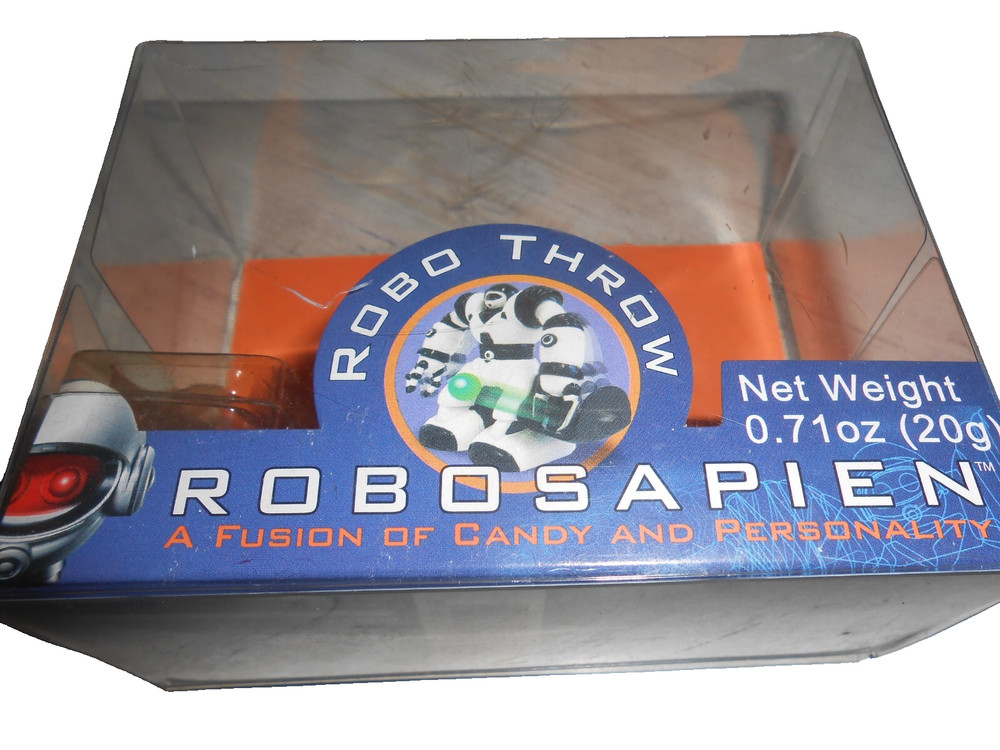 ROBO THROW
Net Weight
0.71oz (20g)
ROBOSAPIEN™
A FUSION OF CANDY AND PERSONALITY